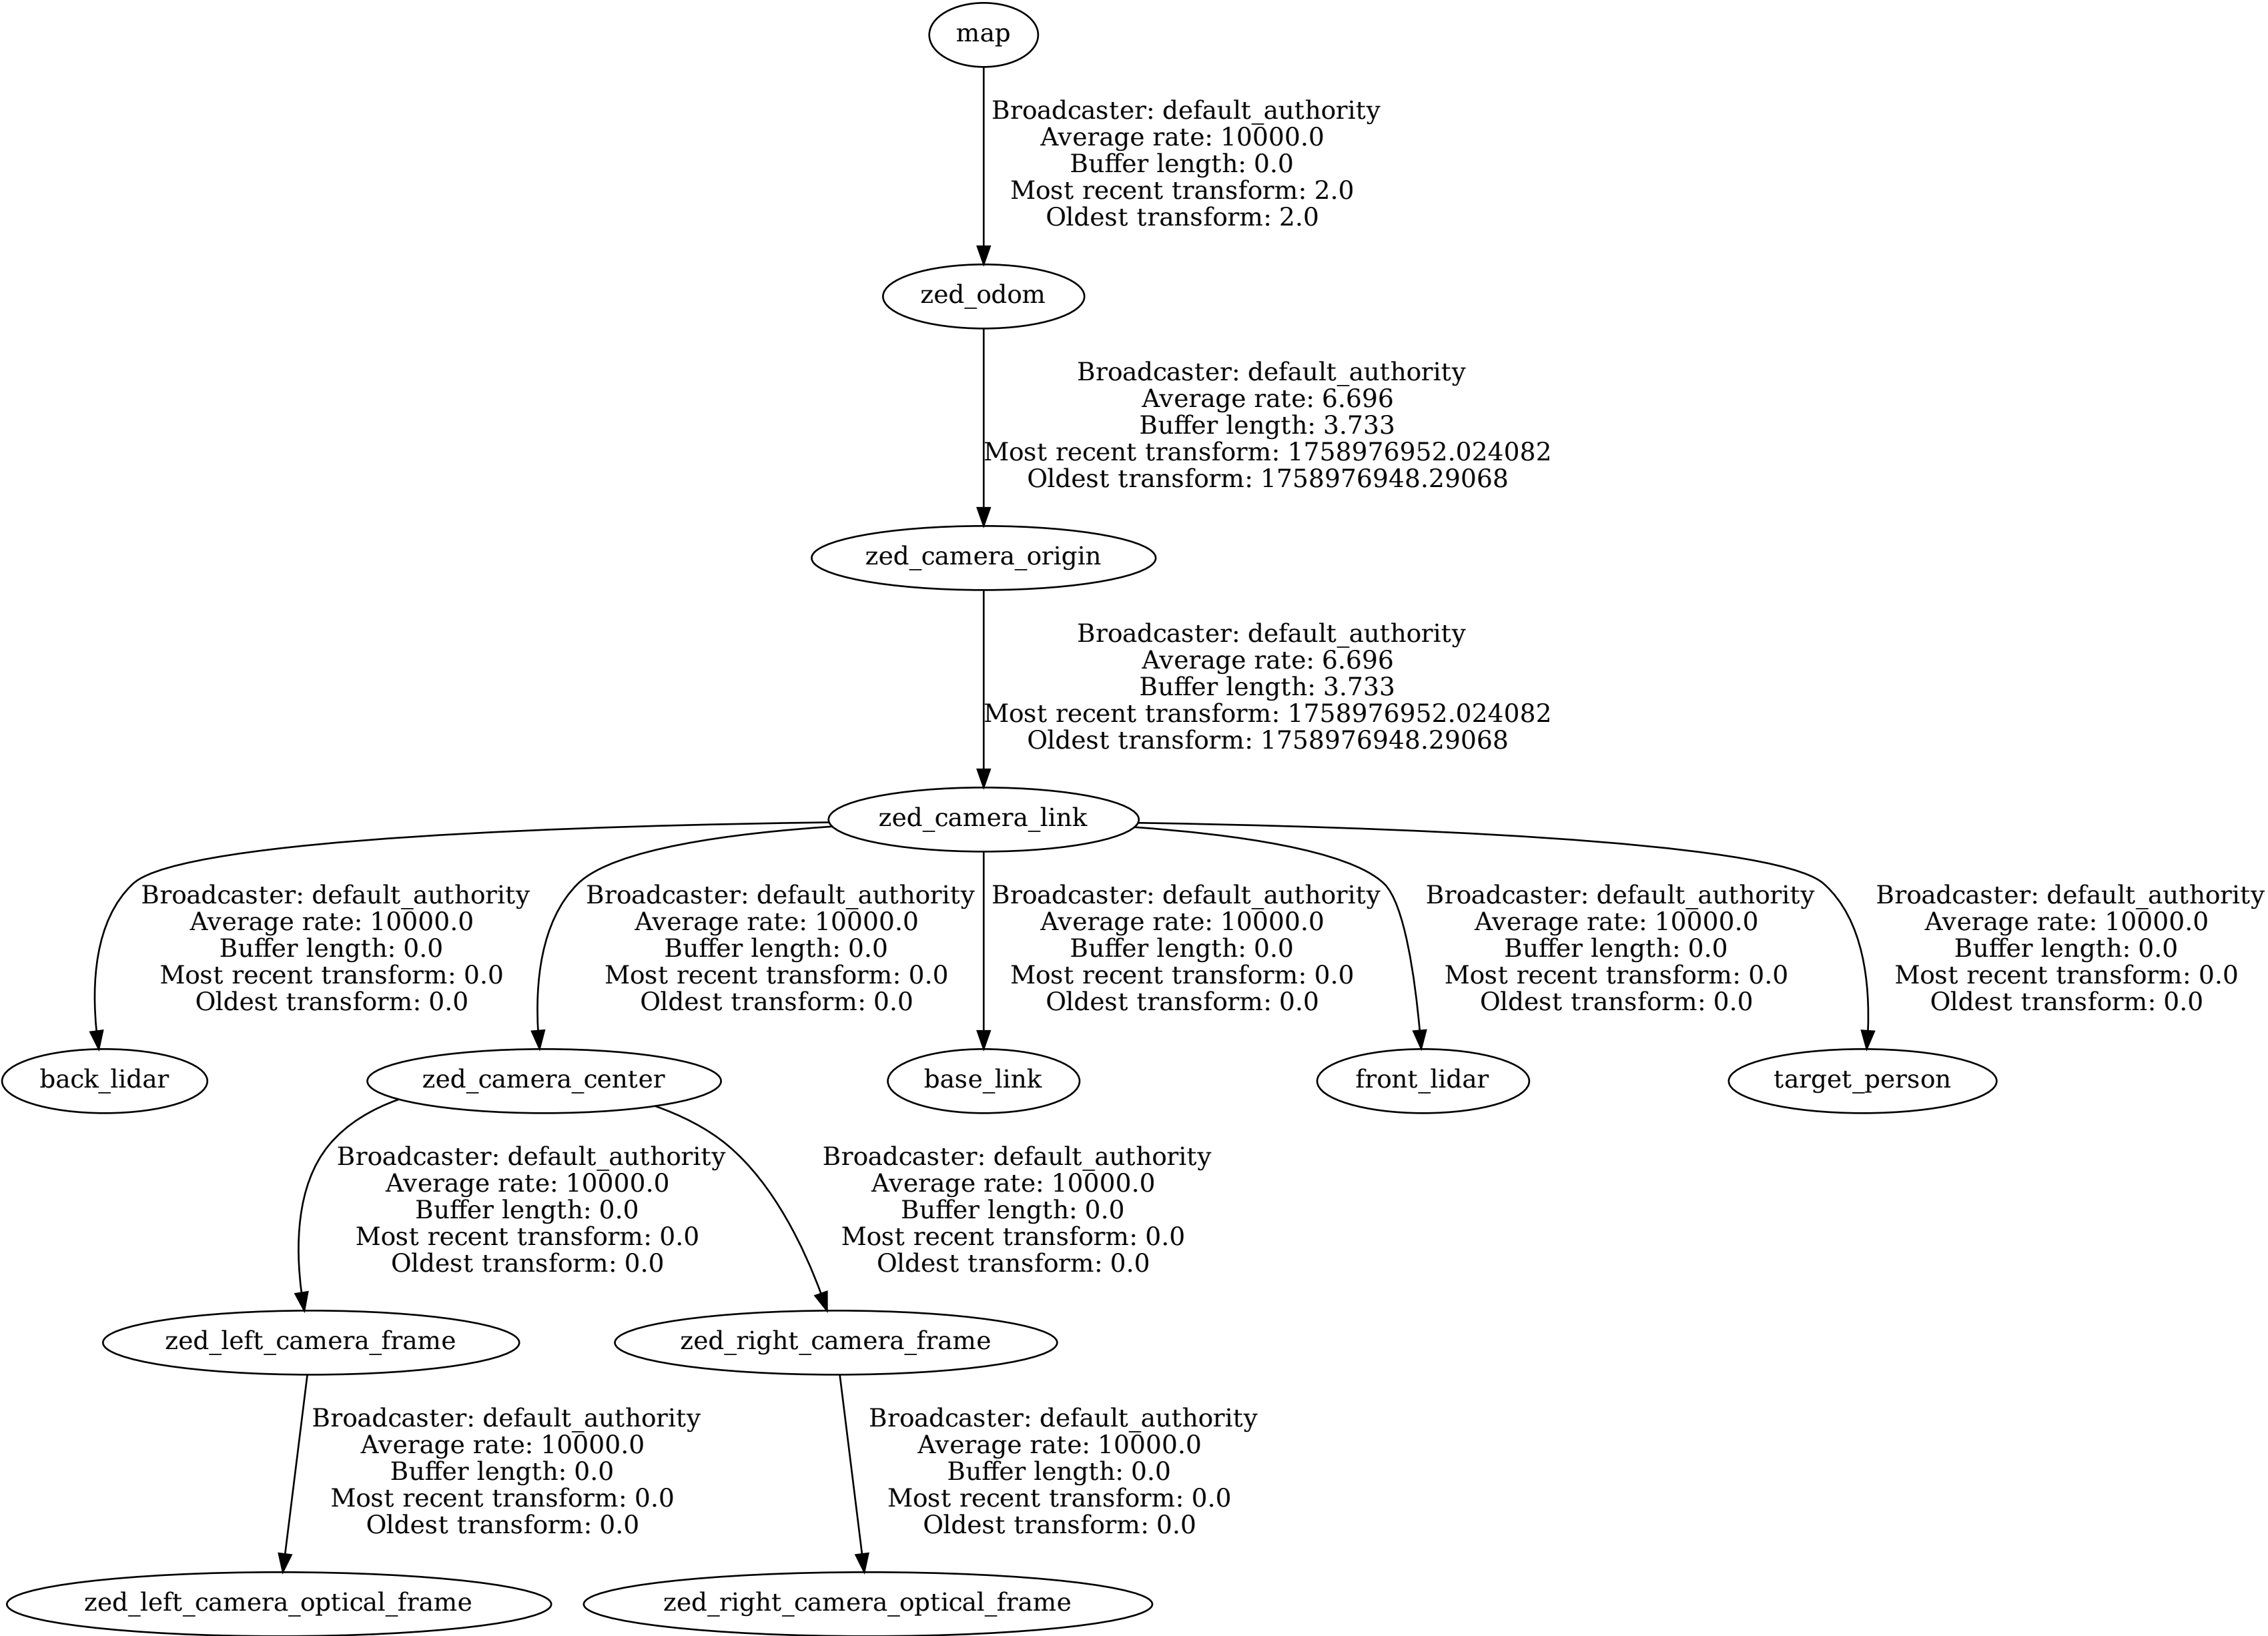 map
Broadcaster: default_authority
Average rate: 10000.0
Buffer length: 0.0
Most recent transform: 2.0
Oldest transform: 2.0
zed_odom
Broadcaster: default_authority
Average rate: 6.696
Buffer length: 3.733
Most recent transform: 1758976952.024082
Oldest transform: 1758976948.29068
zed_camera_origin
Broadcaster: default_authority
Average rate: 6.696
Buffer length: 3.733
Most recent transform: 1758976952.024082
Oldest transform: 1758976948.29068
zed_camera_link
Broadcaster: default_authority
Average rate: 10000.0
Buffer length: 0.0
Most recent transform: 0.0
Oldest transform: 0.0
Broadcaster: default_authority
Average rate: 10000.0
Buffer length: 0.0
Most recent transform: 0.0
Oldest transform: 0.0
Broadcaster: default_authority
Average rate: 10000.0
Buffer length: 0.0
Most recent transform: 0.0
Oldest transform: 0.0
Broadcaster: default_authority
Average rate: 10000.0
Buffer length: 0.0
Most recent transform: 0.0
Oldest transform: 0.0
Broadcaster: default_authority
Average rate: 10000.0
Buffer length: 0.0
Most recent transform: 0.0
Oldest transform: 0.0
back_lidar
zed_camera_center
base_link
front_lidar
target_person
Broadcaster: default_authority
Average rate: 10000.0
Buffer length: 0.0
Most recent transform: 0.0
Oldest transform: 0.0
Broadcaster: default_authority
Average rate: 10000.0
Buffer length: 0.0
Most recent transform: 0.0
Oldest transform: 0.0
zed_left_camera_frame
zed_right_camera_frame
Broadcaster: default_authority
Average rate: 10000.0
Buffer length: 0.0
Most recent transform: 0.0
Oldest transform: 0.0
Broadcaster: default_authority
Average rate: 10000.0
Buffer length: 0.0
Most recent transform: 0.0
Oldest transform: 0.0
zed_left_camera_optical_frame
zed_right_camera_optical_frame